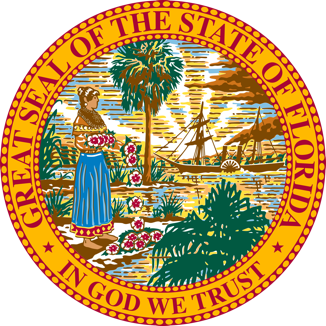 GREAT SEAL OF THE STATE OF FLORIDA
IN GOD WE TRUST